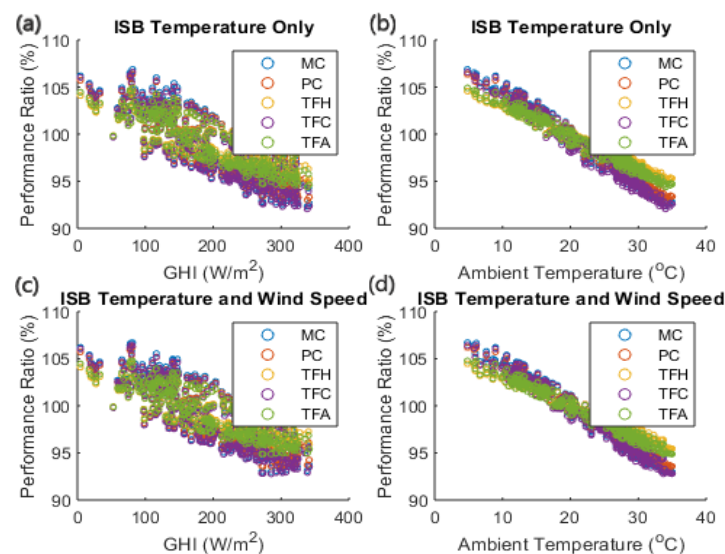 (a)
ISB Temperature Only
110
105
100
95
90
Performance Ratio (%)
MC
PC
TFH
TFC
TFA
0
100
200
300
400
GHI (W/m²)
(b)
ISB Temperature Only
110
105
100
95
90
Performance Ratio (%)
MC
PC
TFH
TFC
TFA
0
10
20
30
40
Ambient Temperature (°C)
(c)
ISB Temperature and Wind Speed
110
105
100
95
90
Performance Ratio (%)
MC
PC
TFH
TFC
TFA
0
100
200
300
400
GHI (W/m²)
(d)
ISB Temperature and Wind Speed
110
105
100
95
90
Performance Ratio (%)
MC
PC
TFH
TFC
TFA
0
10
20
30
40
Ambient Temperature (°C)